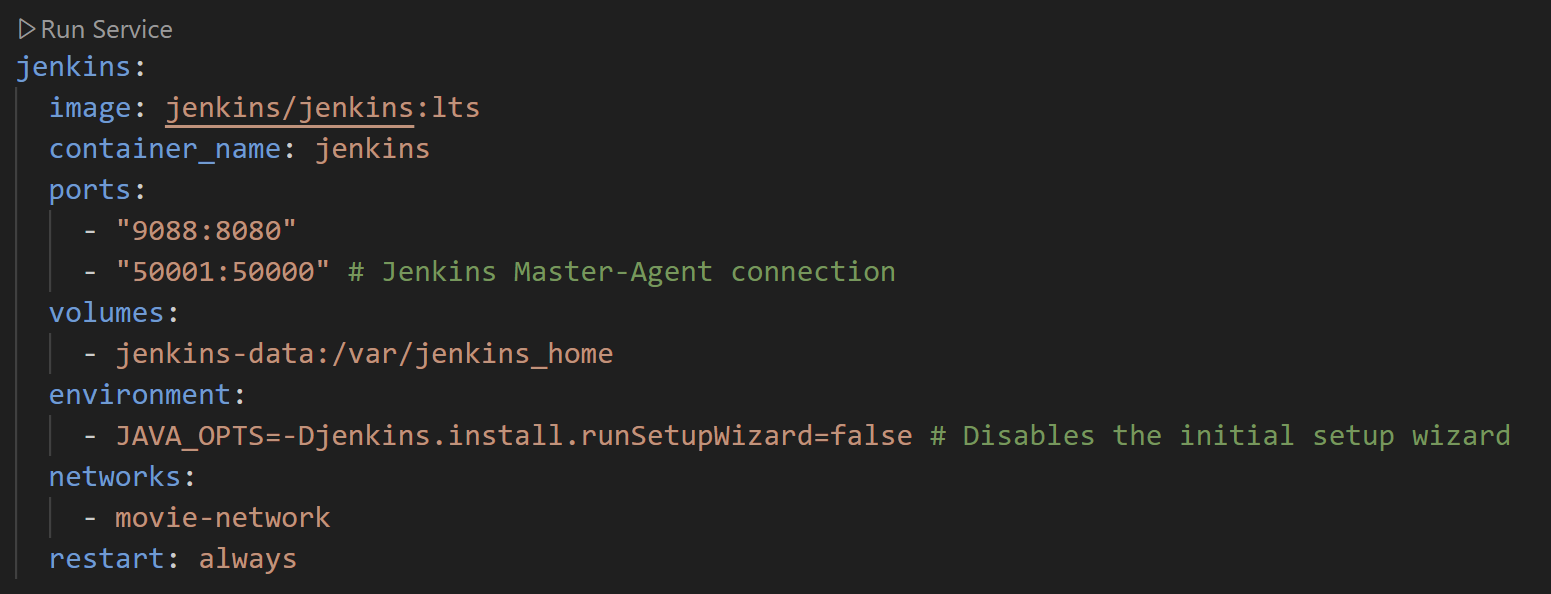 Run Service
jenkins:
  image: jenkins/jenkins:lts
  container_name: jenkins
  ports:
    - "9088:8080"
    - "50001:50000" # Jenkins Master-Agent connection
  volumes:
    - jenkins-data:/var/jenkins_home
  environment:
    - JAVA_OPTS=-Djenkins.install.runSetupWizard=false # Disables the initial setup wizard
  networks:
    - movie-network
  restart: always